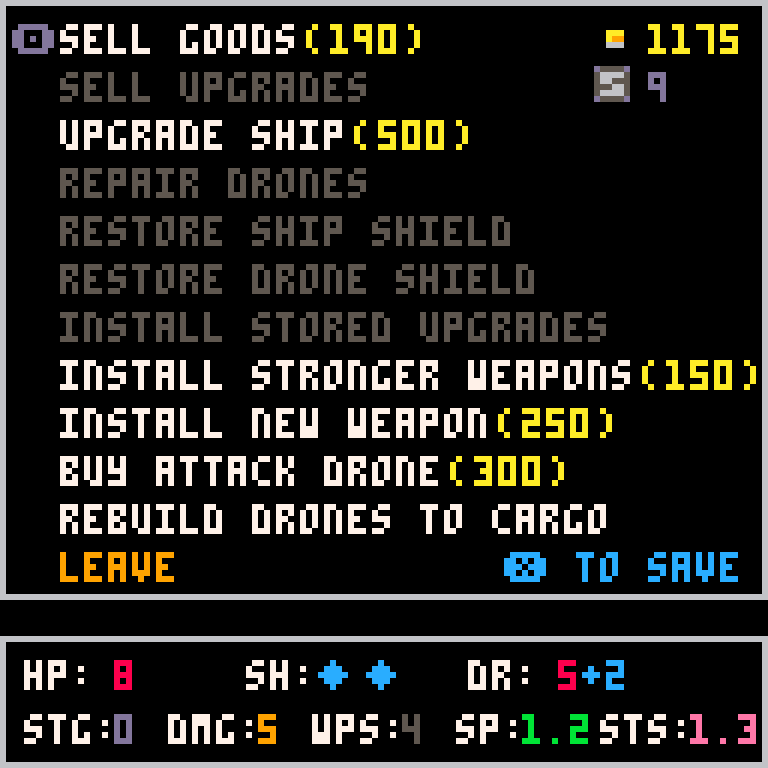 SELL GOODS(190) 1175
SELL UPGRADES 9
UPGRADE SHIP(500)
REPAIR DRONES
RESTORE SHIP SHIELD
RESTORE DRONE SHIELD
INSTALL STORED UPGRADES
INSTALL STRONGER WEAPONS(150)
INSTALL NEW WEAPON(250)
BUY ATTACK DRONE(300)
REBUILD DRONES TO CARGO
LEAVE TO SAVE
HP: 8 SH: DR: 5+2
STG:0 DMG:5 WPS:4 SP:1.2 STS:1.3